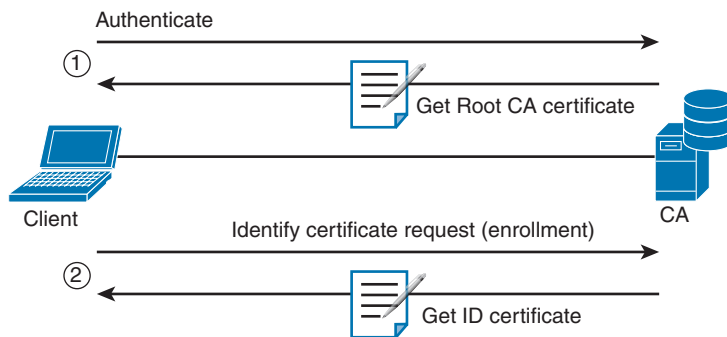 Authenticate
①
Get Root CA certificate
Client
CA
Identify certificate request (enrollment)
②
Get ID certificate